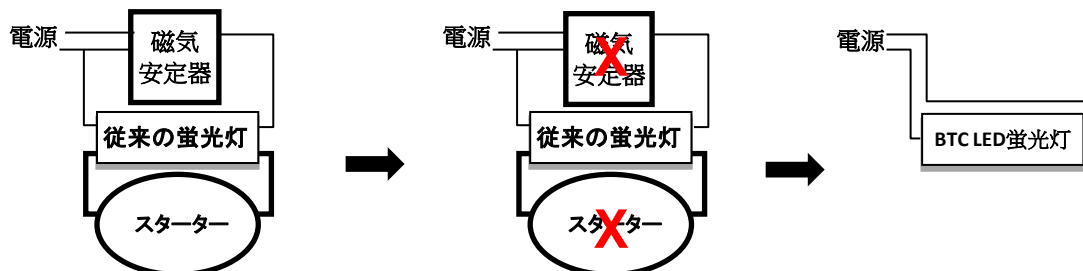 電源
磁気
安定器
従来の蛍光灯
スターター
電源
磁気
安定器
X
従来の蛍光灯
スターター
X
電源
BTC LED蛍光灯